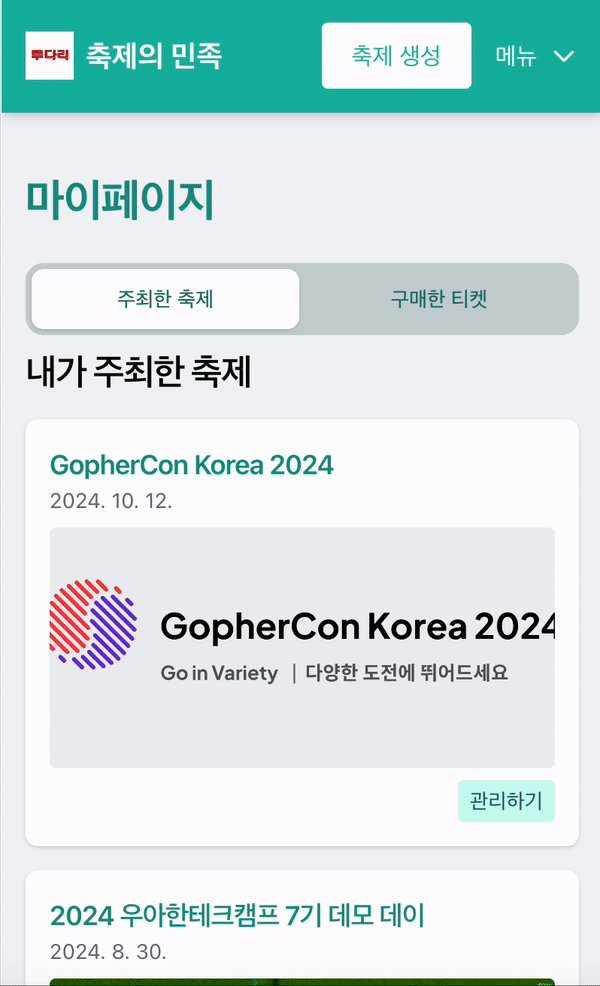 투다리 축제의 민족 축제 생성 메뉴
마이페이지
주최한 축제 구매한 티켓
내가 주최한 축제
GopherCon Korea 2024
2024. 10. 12.
GopherCon Korea 2024
Go in Variety | 다양한 도전에 뛰어드세요
관리하기
2024 우아한테크캠프 7기 데모 데이
2024. 8. 30.